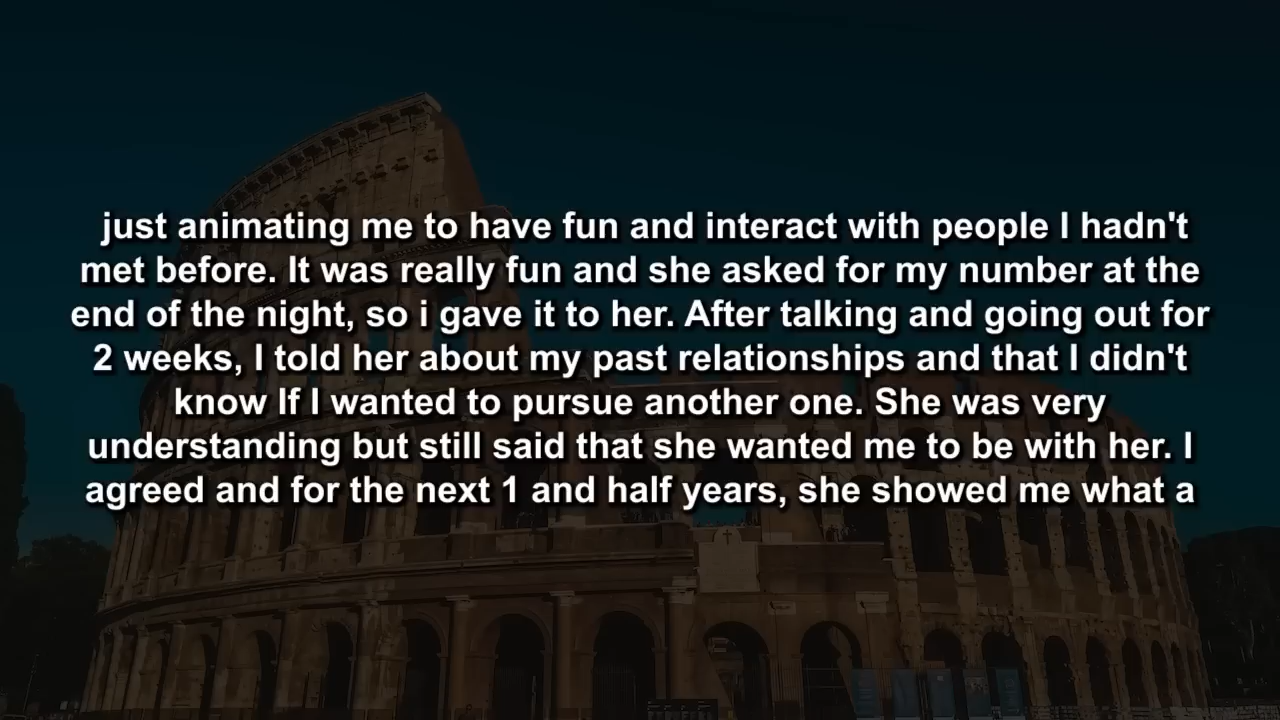 just animating me to have fun and interact with people I hadn't
met before. It was really fun and she asked for my number at the
end of the night, so i gave it to her. After talking and going out for
2 weeks, I told her about my past relationships and that I didn't
know If I wanted to pursue another one. She was very
understanding but still said that she wanted me to be with her. I
agreed and for the next 1 and half years, she showed me what a